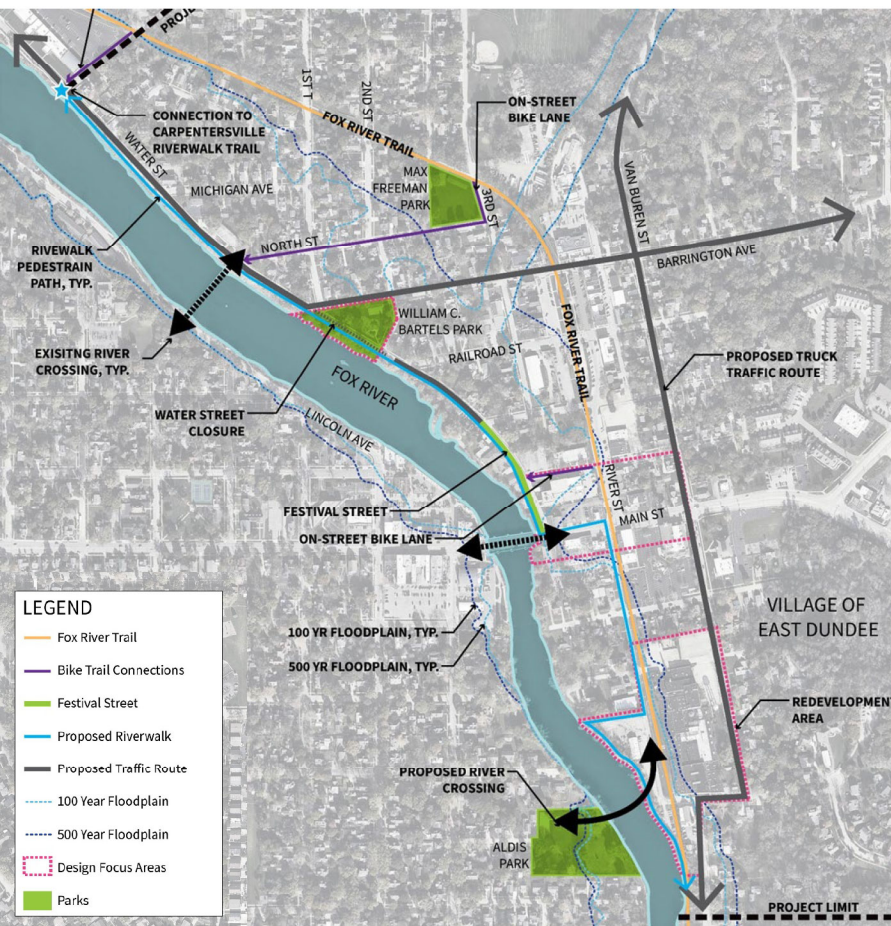 PROJE
1ST T
2ND ST
ON-STREET
BIKE LANE
CONNECTION TO
CARPENTERSVILLE
RIVERWALK TRAIL
FOX RIVER TRAIL
WATER ST
MAX
FREEMAN
PARK
3RD ST
VAN BUREN ST
MICHIGAN AVE
NORTH ST
BARRINGTON AVE
RIVEWALK
PEDESTRAIN
PATH, TYP.
WILLIAM C.
BARTELS PARK
FOX RIVER TRAIL
RAILROAD ST
EXISITNG RIVER
CROSSING, TYP.
PROPOSED TRUCK
TRAFFIC ROUTE
FOX RIVER
WATER STREET
CLOSURE
LINCOLN AVE
RIVER ST
FESTIVAL STREET
MAIN ST
ON-STREET BIKE LANE
LEGEND
Fox River Trail
Bike Trail Connections
Festival Street
Proposed Riverwalk
Proposed Traffic Route
100 Year Floodplain
500 Year Floodplain
Design Focus Areas
Parks
100 YR FLOODPLAIN, TYP.
500 YR FLOODPLAIN, TYP.
VILLAGE OF
EAST DUNDEE
REDEVELOPMENT
AREA
PROPOSED RIVER
CROSSING
ALDIS
PARK
PROJECT LIMIT